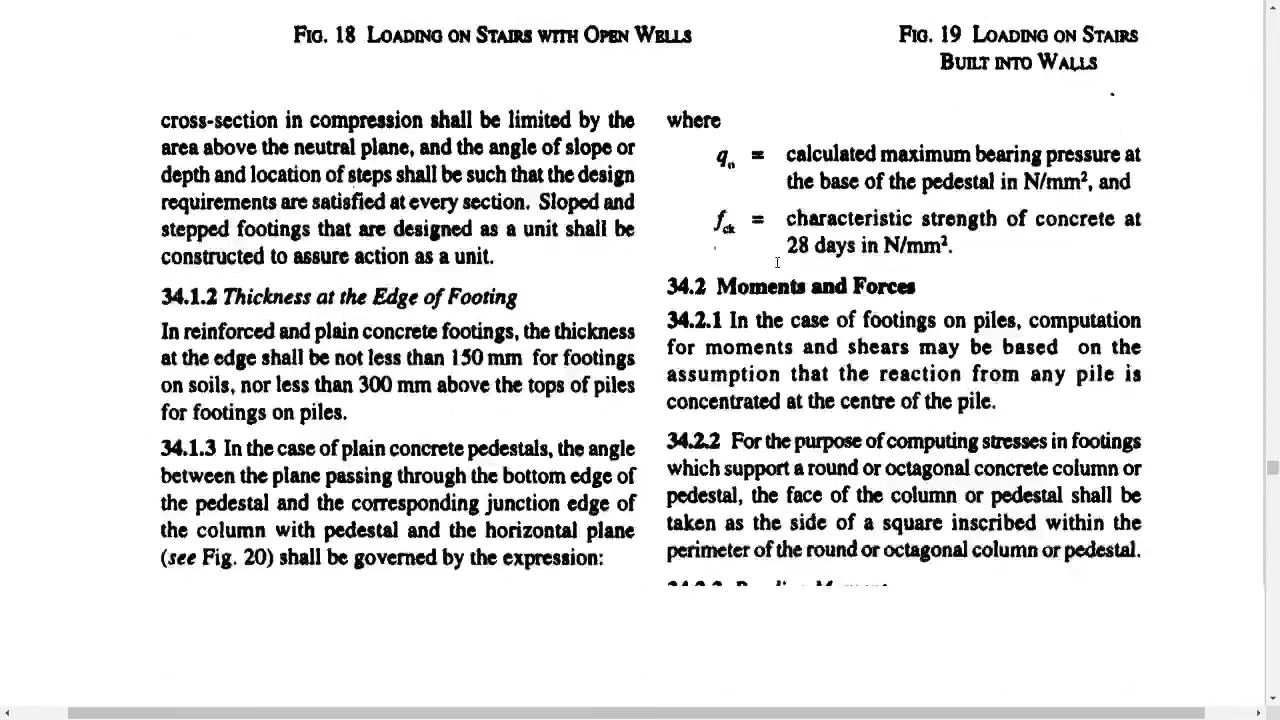 FIG. 18 LOADING ON STAIRS WITH OPEN WELLS
FIG. 19 LOADING ON STAIRS
BUILT INTO WALLS
cross-section in compression shall be limited by the
area above the neutral plane, and the angle of slope or
depth and location of steps shall be such that the design
requirements are satisfied at every section. Sloped and
stepped footings that are designed as a unit shall be
constructed to assure action as a unit.
34.1.2 Thickness at the Edge of Footing
In reinforced and plain concrete footings, the thickness
at the edge shall be not less than 150 mm for footings
on soils, nor less than 300 mm above the tops of piles
for footings on piles.
34.1.3 In the case of plain concrete pedestals, the angle
between the plane passing through the bottom edge of
the pedestal and the corresponding junction edge of
the column with pedestal and the horizontal plane
(see Fig. 20) shall be governed by the expression:
where
q = calculated maximum bearing pressure at
the base of the pedestal in N/mm², and
fck = characteristic strength of concrete at
28 days in N/mm².
34.2 Moments and Forces
34.2.1 In the case of footings on piles, computation
for moments and shears may be based on the
assumption that the reaction from any pile is
concentrated at the centre of the pile.
34.2.2 For the purpose of computing stresses in footings
which support a round or octagonal concrete column or
pedestal, the face of the column or pedestal shall be
taken as the side of a square inscribed within the
perimeter of the round or octagonal column or pedestal.